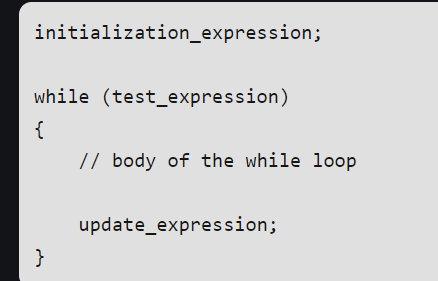 initialization_expression;
while (test_expression)
{
// body of the while loop
update_expression;
}